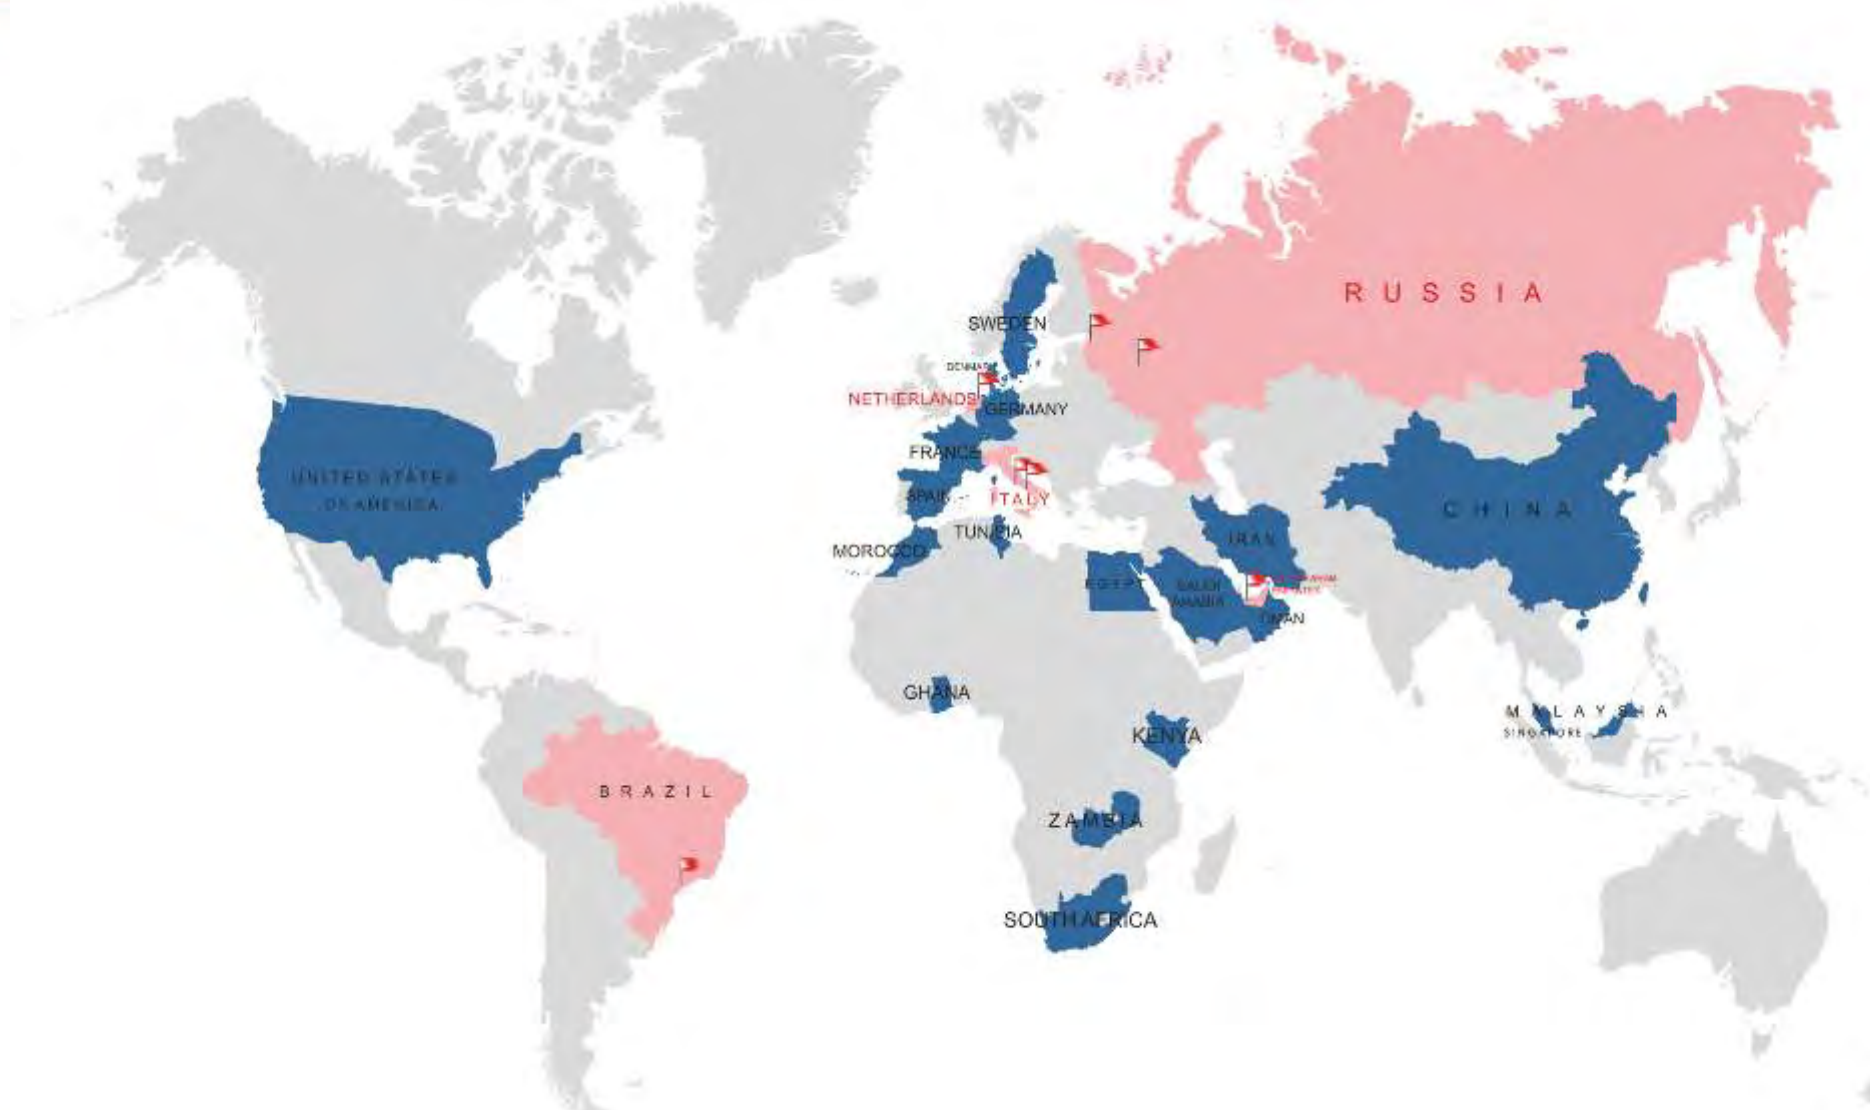 RUSSIA
SWEDEN
DENMARK
NETHERLANDS
GERMANY
FRANCE
SPAIN
ITALY
UNITED STATES
OF AMERICA
CHINA
TUNISIA
MOROCCO
IRAN
EGYPT
SAUDI
ARABIA
EMIRATES
OMAN
GHANA
MALAYSIA
SINGAPORE
KENYA
BRAZIL
ZAMBIA
SOUTH AFRICA